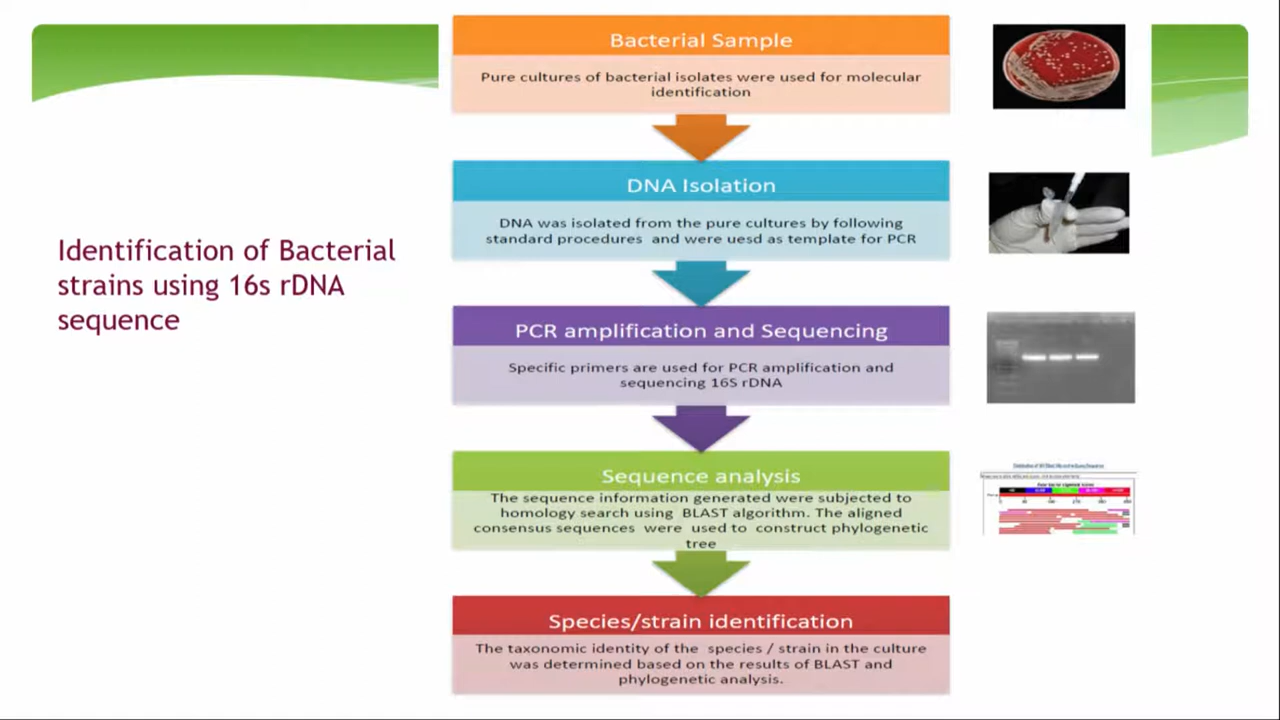 Identification of Bacterial
strains using 16s rDNA
sequence
Bacterial Sample
Pure cultures of bacterial isolates were used for molecular
identification
DNA Isolation
DNA was isolated from the pure cultures by following
standard procedures and were uesd as template for PCR
PCR amplification and Sequencing
Specific primers are used for PCR amplification and
sequencing 16S rDNA
Sequence analysis
The sequence information generated were subjected to
homology search using BLAST algorithm. The aligned
consensus sequences were used to construct phylogenetic
tree
Species/strain identification
The taxonomic identity of the species / strain in the culture
was determined based on the results of BLAST and
phylogenetic analysis.